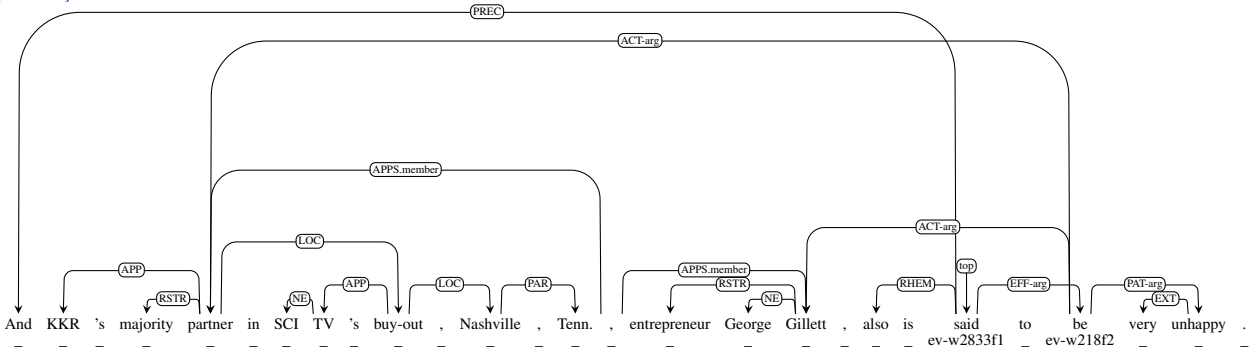 PREC
ACT-arg
APPS.member
ACT-arg
LOC
top
APP APPS.member
APP LOC PAR RSTR RHEM EFF-arg PAT-arg
RSTR NE NE EXT
And KKR 's majority partner in SCI TV 's buy-out , Nashville , Tenn. , entrepreneur George Gillett , also is said to be very unhappy .
_ _ _ _ _ _ _ _ _ _ _ _ _ _ _ _ _ _ _ _ _ ev-w2833f1 _ ev-w218f2 _ _ _